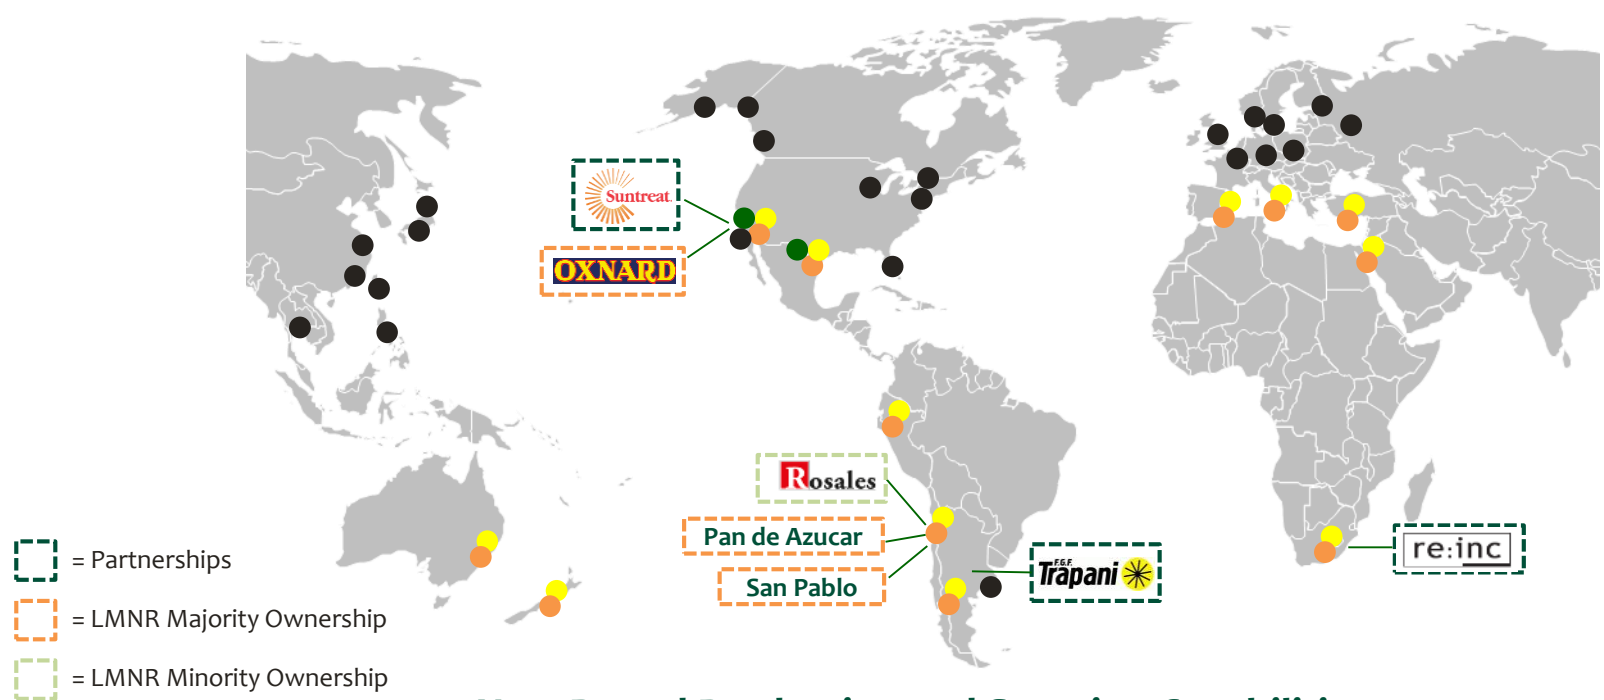 Suntreat
OXNARD
Rosales
Pan de Azucar
San Pablo
F.G.F.
Trapani
re:inc
= Partnerships
= LMNR Majority Ownership
= LMNR Minority Ownership